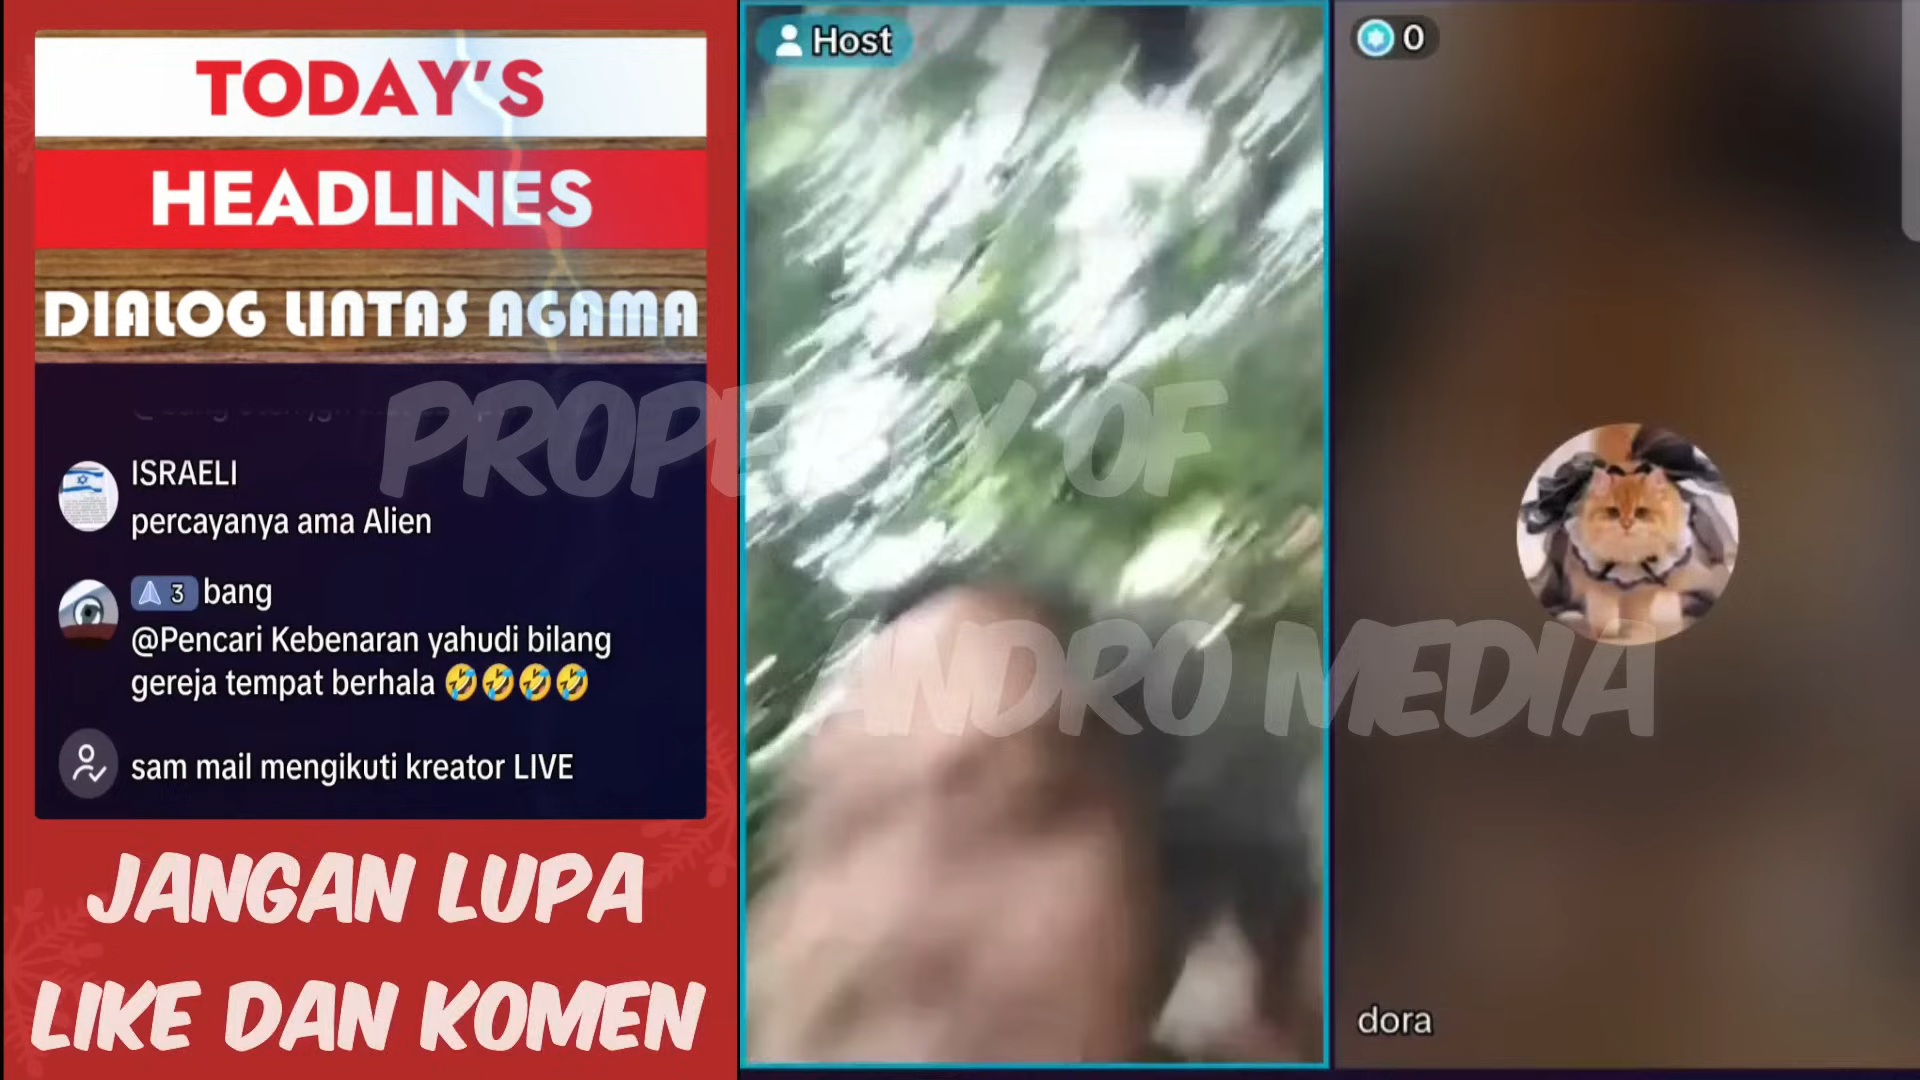 TODAY'S
HEADLINES
DIALOG LINTAS AGAMA
ISRAELI
percayanya ama Alien
3 bang
@Pencari Kebenaran yahudi bilang
gereja tempat berhala 🤣🤣🤣🤣
sam mail mengikuti kreator LIVE
JANGAN LUPA
LIKE DAN KOMEN
Host
0
dora
PROPERTY OF
ANDRO MEDIA